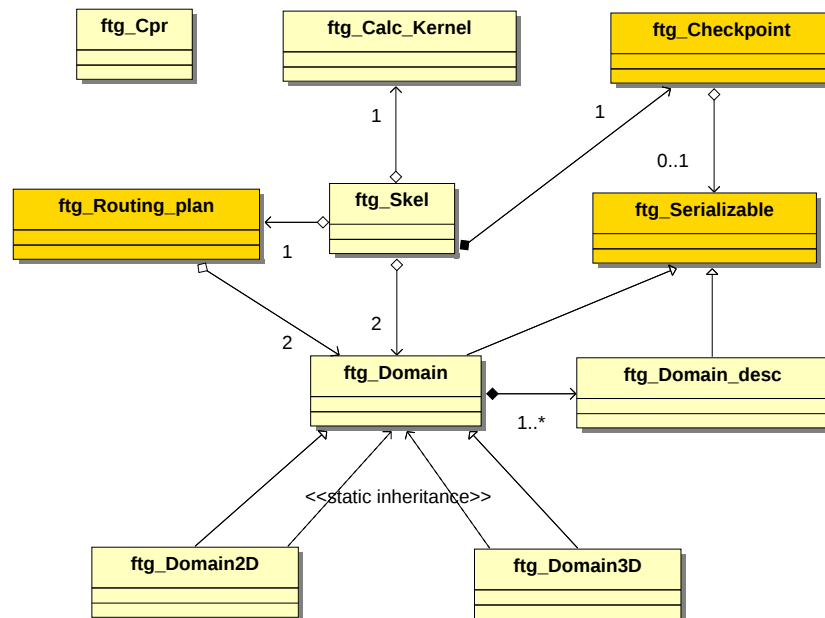 ftg_Cpr
ftg_Calc_Kernel
ftg_Checkpoint
1
1
0..1
ftg_Routing_plan
ftg_Skel
ftg_Serializable
1
2
2
ftg_Domain
ftg_Domain_desc
1..*
<<static inheritance>>
ftg_Domain2D
ftg_Domain3D